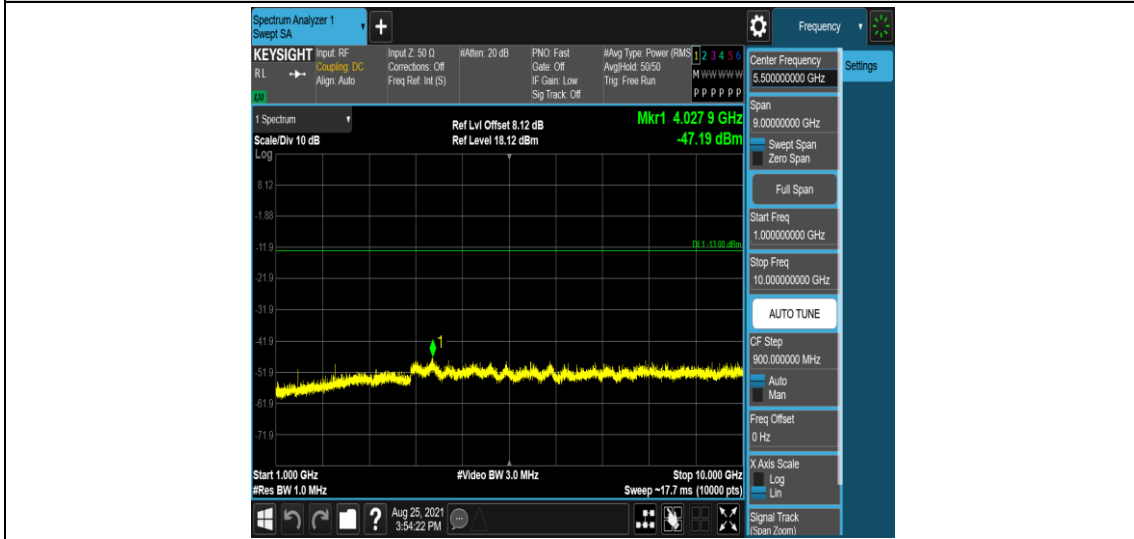 Spectrum Analyzer 1
Swept SA
Frequency
KEYSIGHT
RL
LXI
Input: RF
Coupling: DC
Align: Auto
Input Z: 50 Ω
Corrections: Off
Freq Ref: Int (S)
#Atten: 20 dB
PNO: Fast
Gate: Off
IF Gain: Low
Sig Track: Off
#Avg Type: Power (RMS
Avg|Hold: 50/50
Trig: Free Run
1 2 3 4 5 6
M W W W W W
P P P P P P
1 Spectrum
Scale/Div 10 dB
Ref Lvl Offset 8.12 dB
Ref Level 18.12 dBm
Mkr1 4.027 9 GHz
-47.19 dBm
Log
8.12
-1.88
-11.9
-21.9
-31.9
-41.9
-51.9
-61.9
-71.9
DL1 -13.00 dBm
1
Start 1.000 GHz
#Res BW 1.0 MHz
#Video BW 3.0 MHz
Stop 10.000 GHz
Sweep ~17.7 ms (10000 pts)
?
Aug 25, 2021
3:54:22 PM
Center Frequency
5.500000000 GHz
Settings
Span
9.00000000 GHz
Swept Span
Zero Span
Full Span
Start Freq
1.000000000 GHz
Stop Freq
10.000000000 GHz
AUTO TUNE
CF Step
900.000000 MHz
Auto
Man
Freq Offset
0 Hz
X Axis Scale
Log
Lin
Signal Track
(Span Zoom)